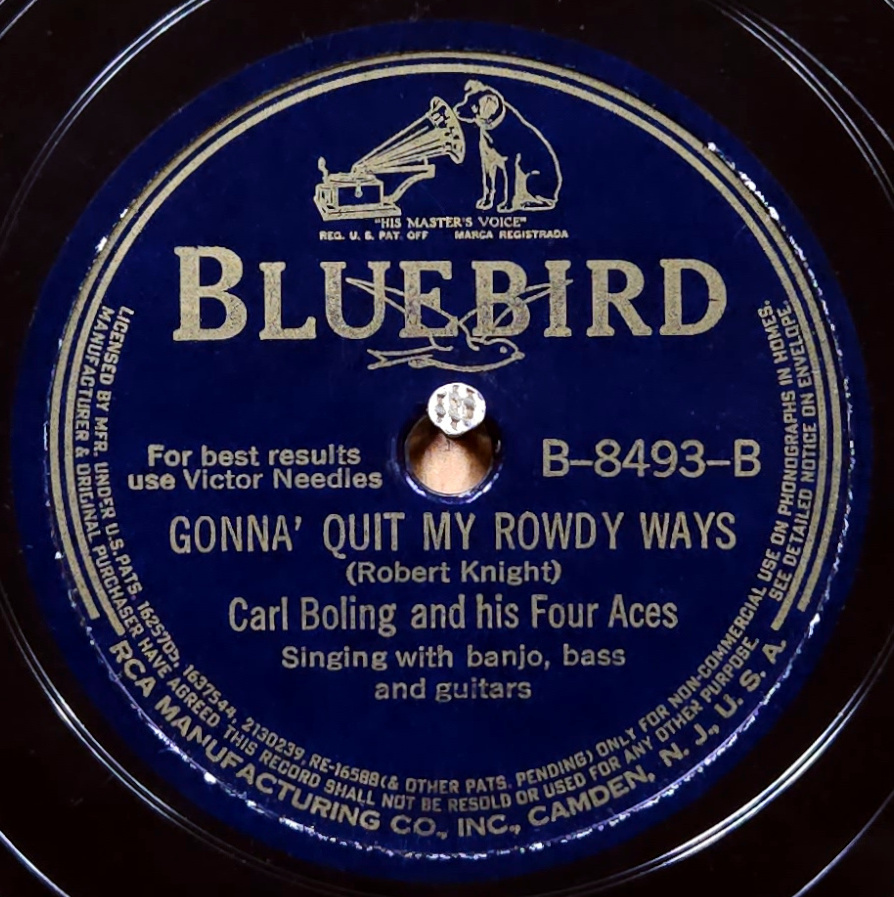 "HIS MASTER'S VOICE"
REG. U. S. PAT. OFF MARCA REGISTRADA
BLUEBIRD
For best results
use Victor Needles
B-8493-B
GONNA' QUIT MY ROWDY WAYS
(Robert Knight)
Carl Boling and his Four Aces
Singing with banjo, bass
and guitars
LICENSED BY MFR. UNDER U.S. PATS. 1625705, 1637544, 2130239, RE-16588 (& OTHER PATS. PENDING) ONLY FOR NON-COMMERCIAL USE ON PHONOGRAPHS IN HOMES.
MANUFACTURER & ORIGINAL PURCHASER HAVE AGREED THIS RECORD SHALL NOT BE RESOLD OR USED FOR ANY OTHER PURPOSE. SEE DETAILED NOTICE ON ENVELOPE.
RCA MANUFACTURING CO., INC., CAMDEN, N. J., U. S. A.